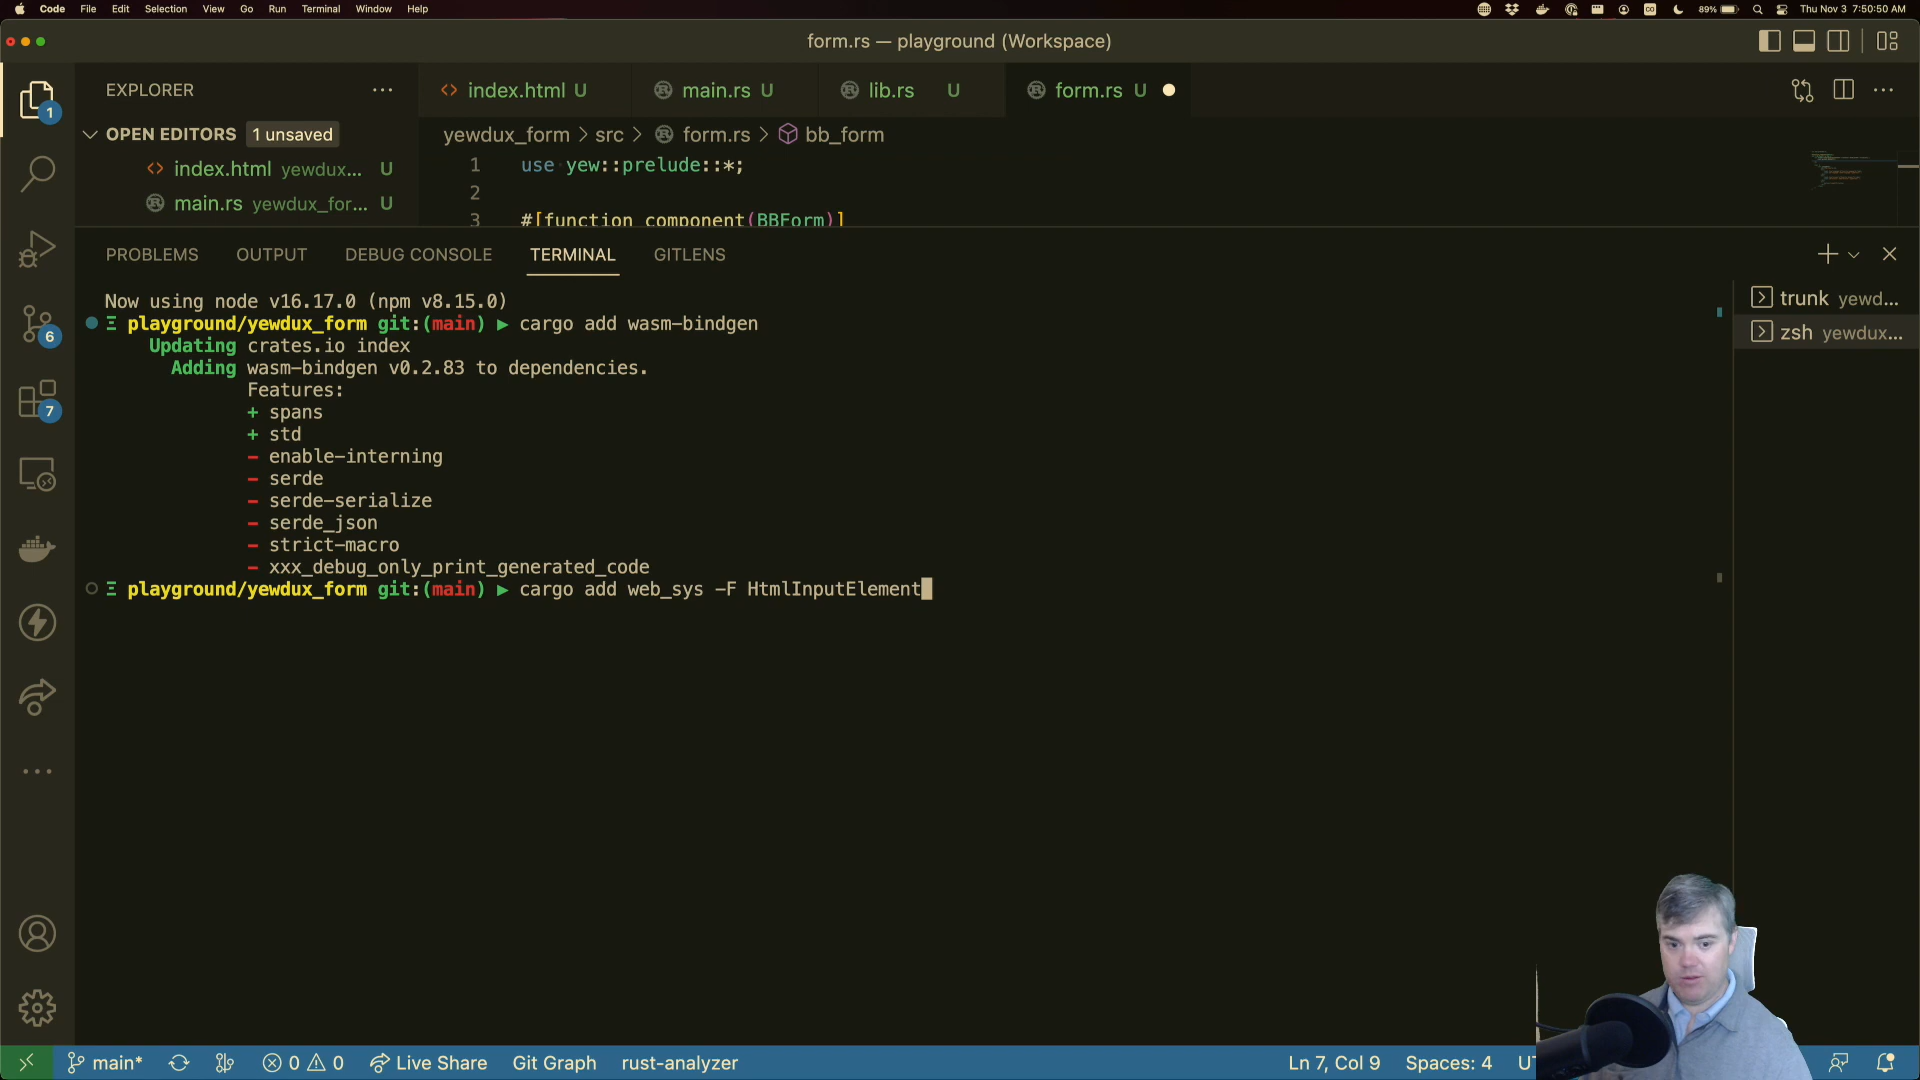 Code File Edit Selection View Go Run Terminal Window Help 89% Thu Nov 3 7:50:50 AM
form.rs — playground (Workspace)
EXPLORER
index.html U
main.rs U
lib.rs U
form.rs U
OPEN EDITORS 1 unsaved
yewdux_form > src > form.rs > bb_form
index.html yewdux... U
main.rs yewdux_for... U
1 use yew::prelude::*;
2
3 #[function_component(BBForm)]
PROBLEMS OUTPUT DEBUG CONSOLE TERMINAL GITLENS
Now using node v16.17.0 (npm v8.15.0)
Ξ playground/yewdux_form git:(main) ► cargo add wasm-bindgen
Updating crates.io index
Adding wasm-bindgen v0.2.83 to dependencies.
Features:
+ spans
+ std
- enable-interning
- serde
- serde-serialize
- serde_json
- strict-macro
- xxx_debug_only_print_generated_code
Ξ playground/yewdux_form git:(main) ► cargo add web_sys -F HtmlInputElement
trunk yewd...
zsh yewdux...
1
6
7
main* 0 0 Live Share Git Graph rust-analyzer Ln 7, Col 9 Spaces: 4